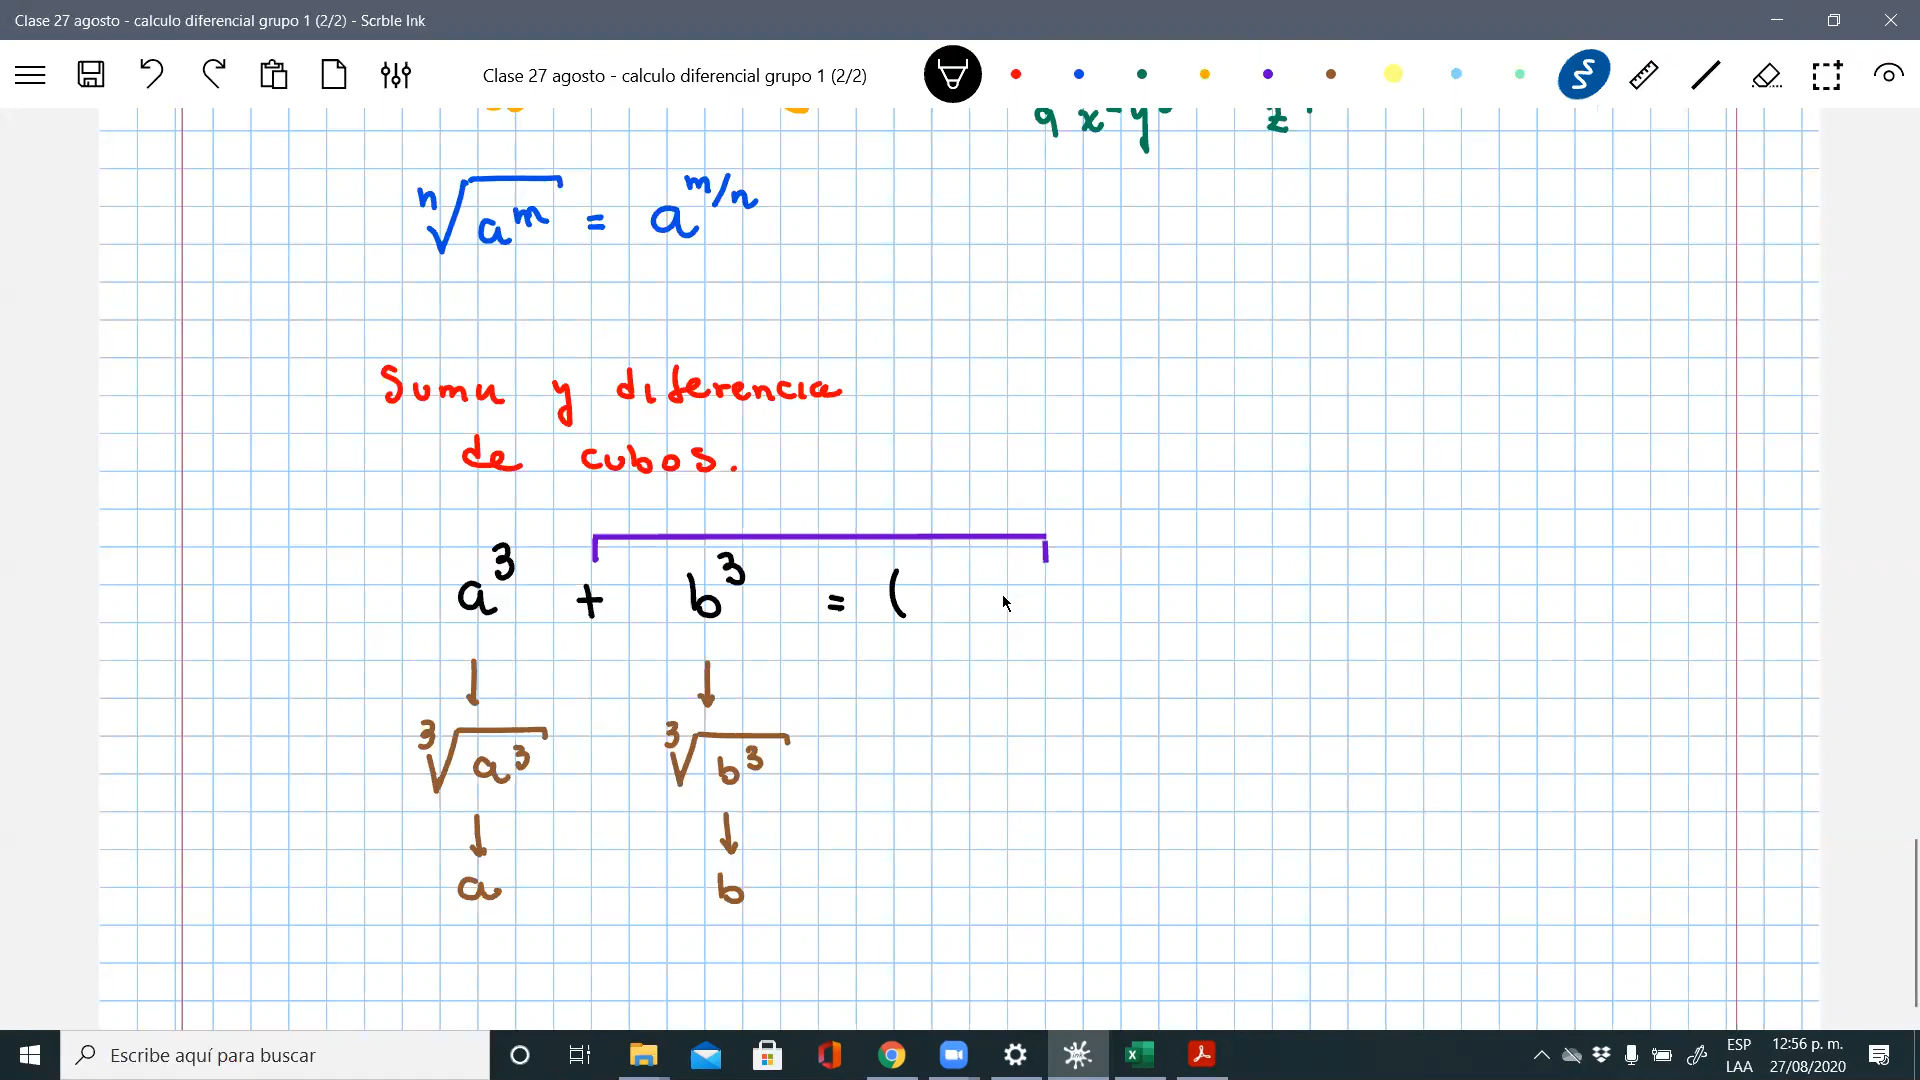 Clase 27 agosto - calculo diferencial grupo 1 (2/2) - Scrble Ink
Clase 27 agosto - calculo diferencial grupo 1 (2/2)
ⁿ√aᵐ = a^(m/n)
Suma y diferencia
de cubos.
a³ + b³ = (
³√a³ ³√b³
a b
Escribe aquí para buscar
ESP
LAA
12:56 p. m.
27/08/2020